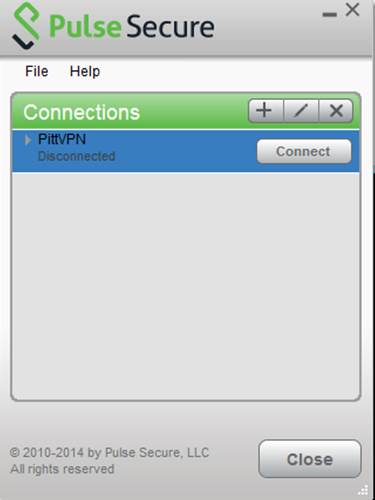 Pulse Secure
File Help
Connections
PittVPN
Disconnected
Connect
© 2010-2014 by Pulse Secure, LLC
All rights reserved
Close